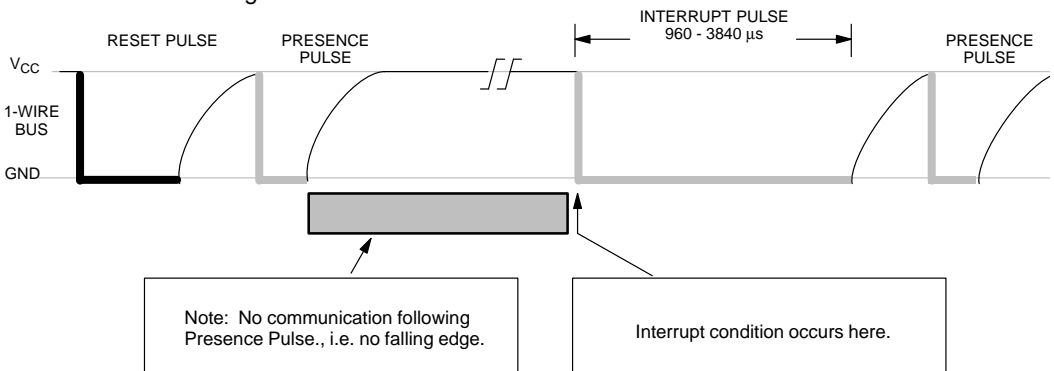 INTERRUPT PULSE
960 - 3840 μs
RESET PULSE
PRESENCE
PULSE
PRESENCE
PULSE
VCC
1-WIRE
BUS
GND
Note: No communication following
Presence Pulse., i.e. no falling edge.
Interrupt condition occurs here.